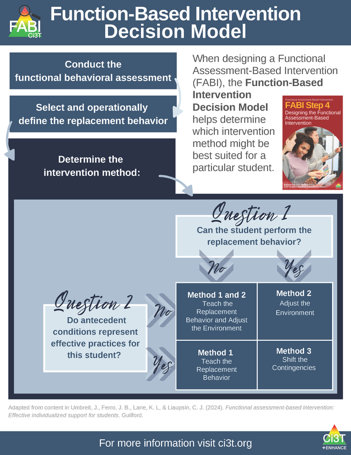 FABI
CI3T
Function-Based Intervention
Decision Model
Conduct the
functional behavioral assessment
Select and operationally
define the replacement behavior
Determine the
intervention method:
When designing a Functional
Assessment-Based Intervention
(FABI), the Function-Based
Intervention
Decision Model
helps determine
which intervention
method might be
best suited for a
particular student.
FABI Step 4
Designing the Functional
Assessment Based
Intervention
Question 1
Can the student perform the
replacement behavior?
No
Yes
Question 2
Do antecedent
conditions represent
effective practices for
this student?
No
Yes
Method 1 and 2
Teach the
Replacement
Behavior and Adjust
the Environment
Method 2
Adjust the
Environment
Method 1
Teach the
Replacement
Behavior
Method 3
Shift the
Contingencies
Adapted from content in Umbreit, J., Ferro, J. B., Lane, K. L, & Liaupsin, C. J. (2024). Functional assessment-based intervention:
Effective individualized support for students. Guilford.
For more information visit ci3t.org
CI3T
ENHANCE